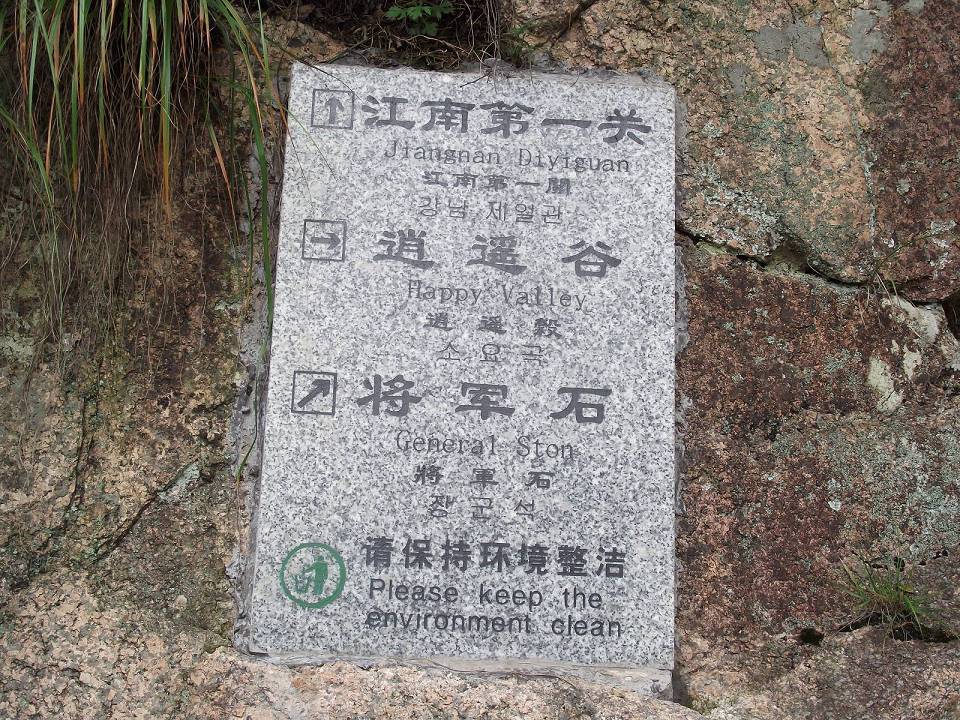 江南第一关
Jiangnan Diyiguan
江南第一關
강남 제일관
逍遥谷
Happy Valley
逍遙穀
소요곡
将军石
General Ston
將軍石
장군석
请保持环境整洁
Please keep the
environment clean